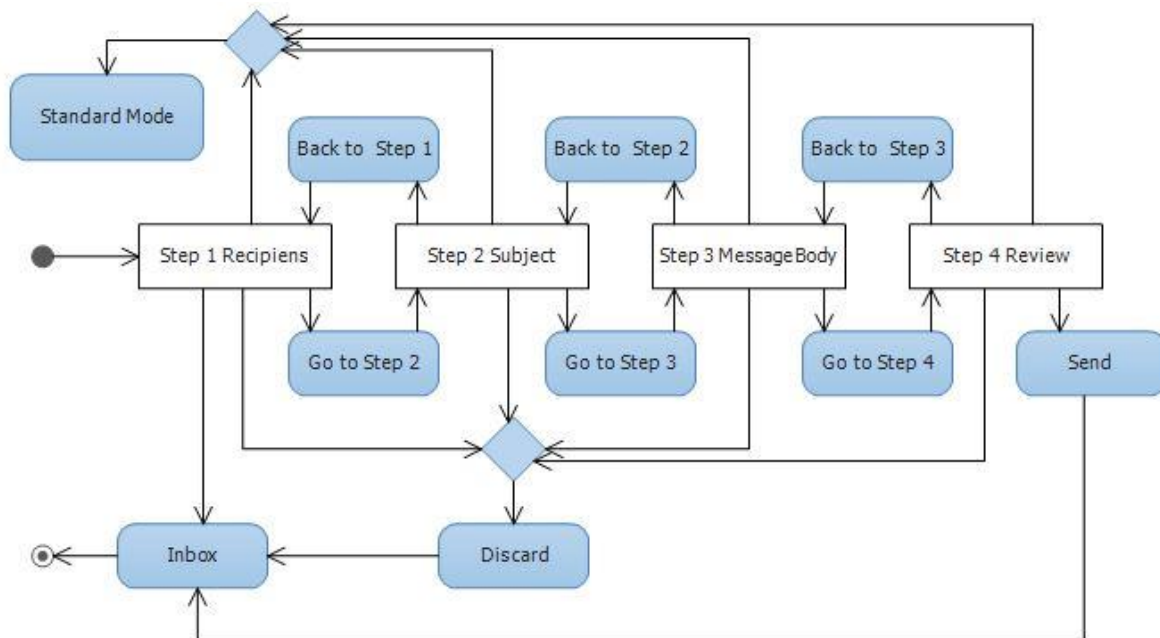 Standard Mode
Back to Step 1
Back to Step 2
Back to Step 3
Step 1 Recipiens
Step 2 Subject
Step 3 MessageBody
Step 4 Review
Go to Step 2
Go to Step 3
Go to Step 4
Send
Inbox
Discard